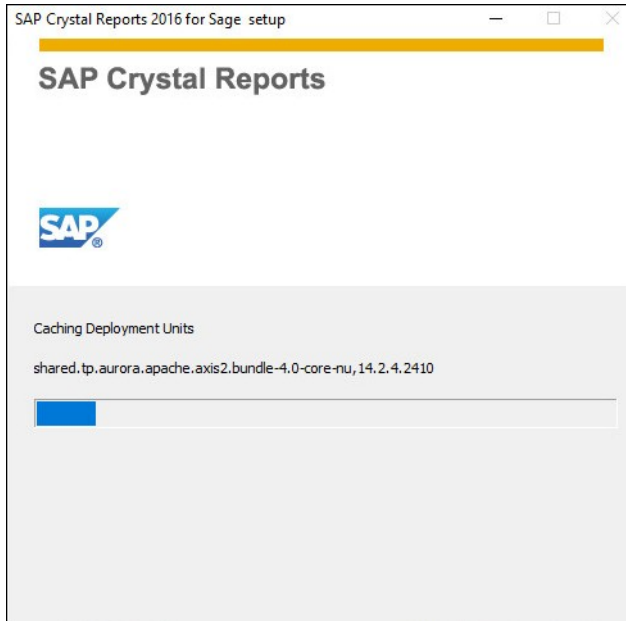 SAP Crystal Reports 2016 for Sage setup
SAP Crystal Reports
SAP®
Caching Deployment Units
shared.tp.aurora.apache.axis2.bundle-4.0-core-nu,14.2.4.2410